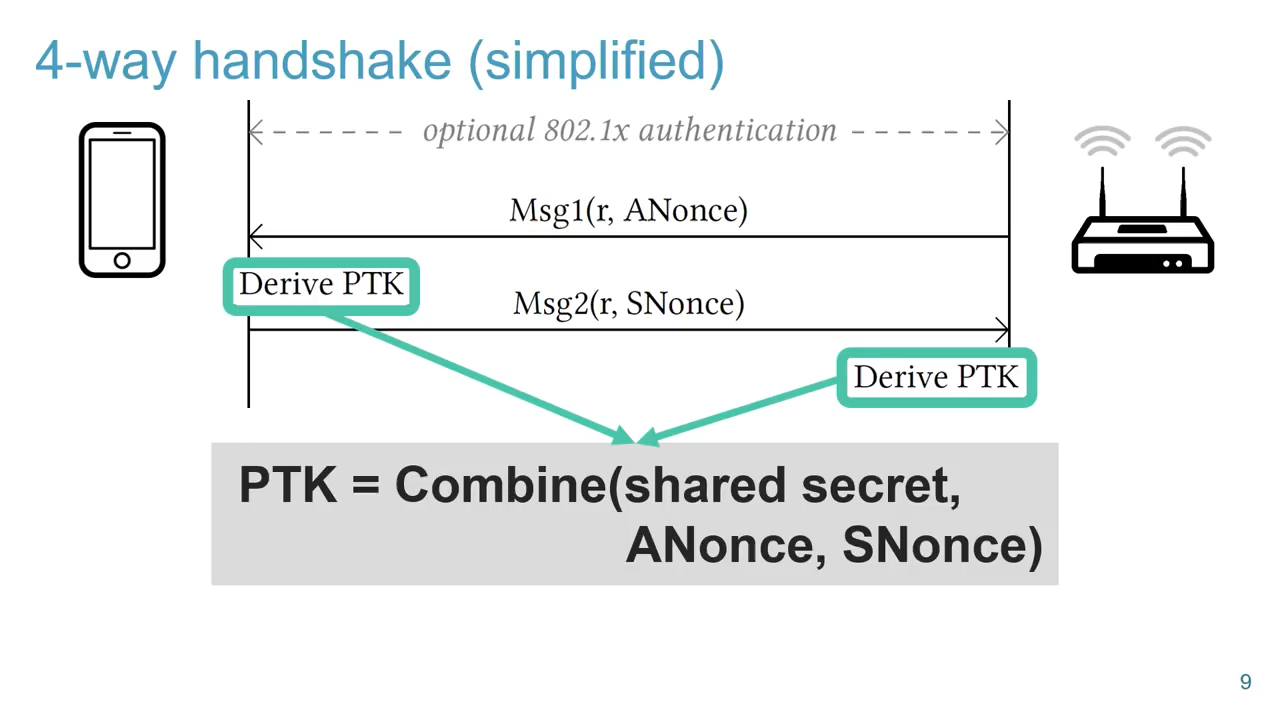 4-way handshake (simplified)
optional 802.1x authentication
Msg1(r, ANonce)
Derive PTK
Msg2(r, SNonce)
Derive PTK
PTK = Combine(shared secret,
ANonce, SNonce)
9